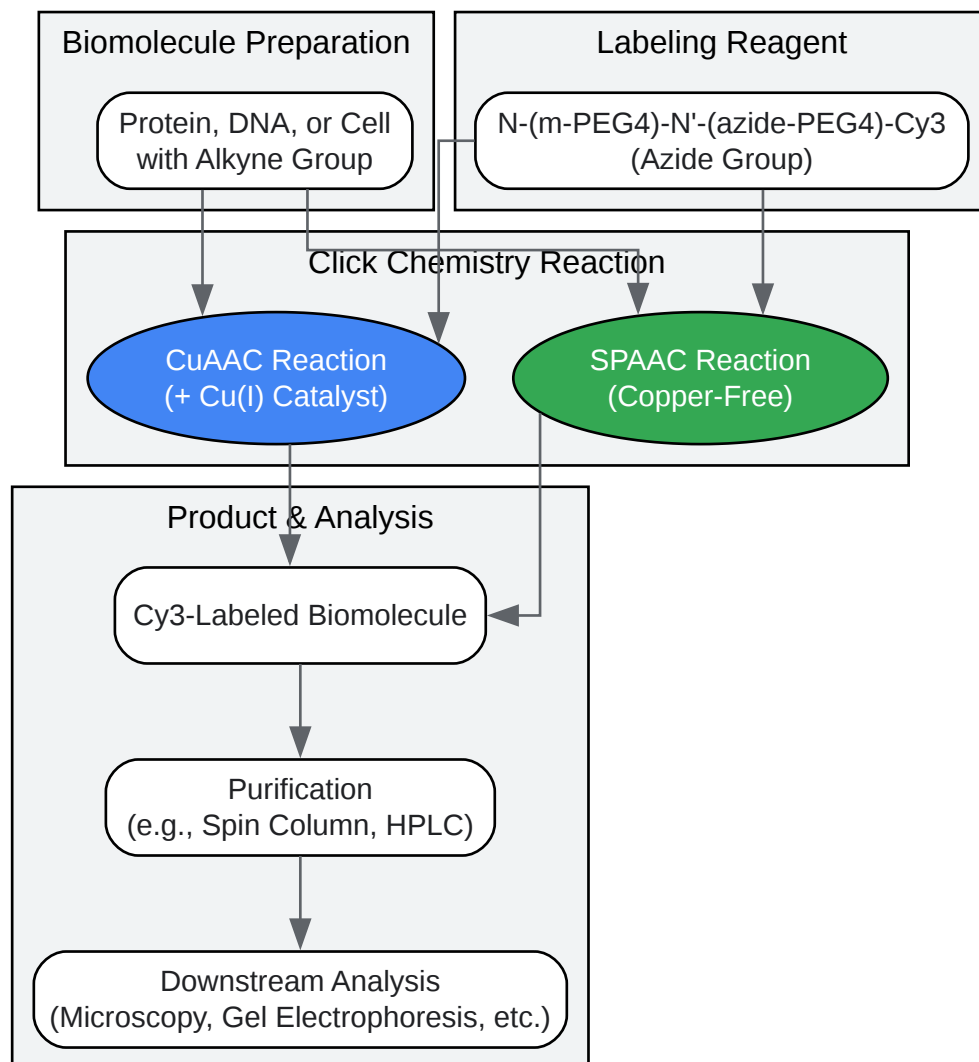 Biomolecule Preparation
Protein, DNA, or Cell
with Alkyne Group
Labeling Reagent
N-(m-PEG4)-N'-(azide-PEG4)-Cy3
(Azide Group)
Click Chemistry Reaction
CuAAC Reaction
(+ Cu(I) Catalyst)
SPAAC Reaction
(Copper-Free)
Product & Analysis
Cy3-Labeled Biomolecule
Purification
(e.g., Spin Column, HPLC)
Downstream Analysis
(Microscopy, Gel Electrophoresis, etc.)